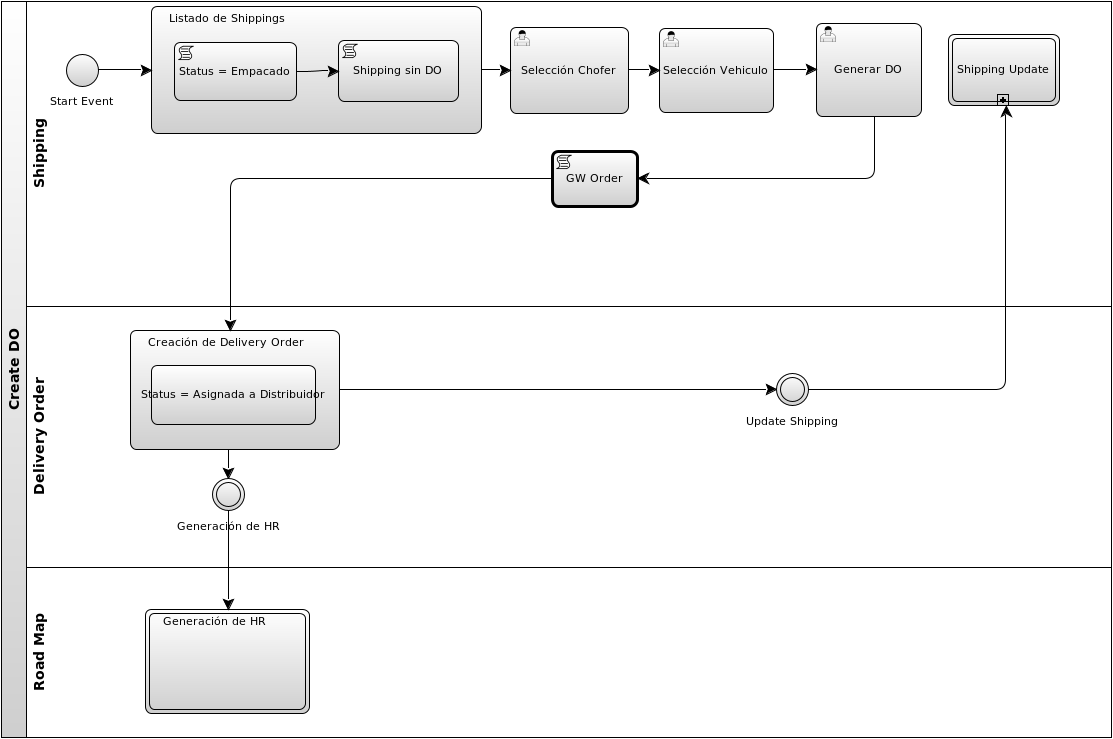 Create DO
Shipping
Start Event
Listado de Shippings
Status = Empacado
Shipping sin DO
Selección Chofer
Selección Vehiculo
Generar DO
Shipping Update
GW Order
Delivery Order
Creación de Delivery Order
Status = Asignada a Distribuidor
Update Shipping
Generación de HR
Road Map
Generación de HR